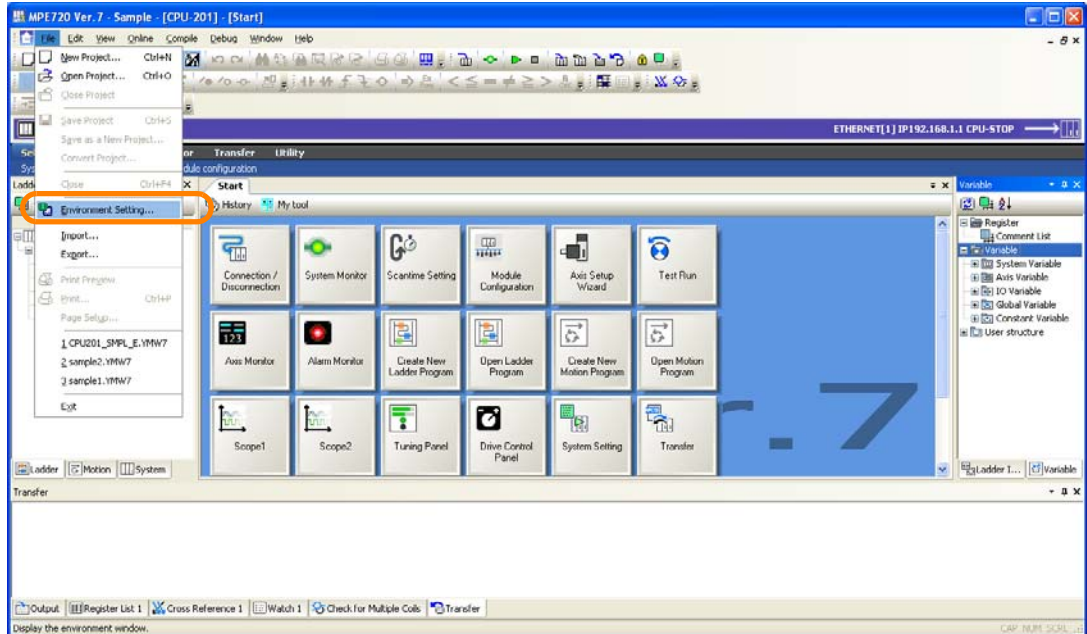 MPE720 Ver. 7 - Sample - [CPU-201] - [Start]
File Edit View Online Compile Debug Window Help
New Project... Ctrl+N
Open Project... Ctrl+O
Close Project
Save Project Ctrl+S
Save as a New Project...
Convert Project...
Close Ctrl+F4
Environment Setting...
Import...
Export...
Print Preview
Print... Ctrl+P
Page Setup...
1 CPU201_SMPL_E.YMW7
2 sample2.YMW7
3 sample1.YMW7
Exit
ETHERNET[1] IP192.168.1.1 CPU-STOP
Transfer Utility
configuration
Start
History My tool
Connection /
Disconnection
System Monitor
Scantime Setting
Module
Configuration
Axis Setup
Wizard
Test Run
Axis Monitor
Alarm Monitor
Create New
Ladder Program
Open Ladder
Program
Create New
Motion Program
Open Motion
Program
Scope1
Scope2
Tuning Panel
Drive Control
Panel
System Setting
Transfer
r.7
Variable
Register
Comment List
Variable
System Variable
Axis Variable
IO Variable
Global Variable
Constant Variable
User structure
Ladder Motion System
Ladder I... Variable
Transfer
Output Register List 1 Cross Reference 1 Watch 1 Check for Multiple Coils Transfer
Display the environment window.
CAP NUM SCRL